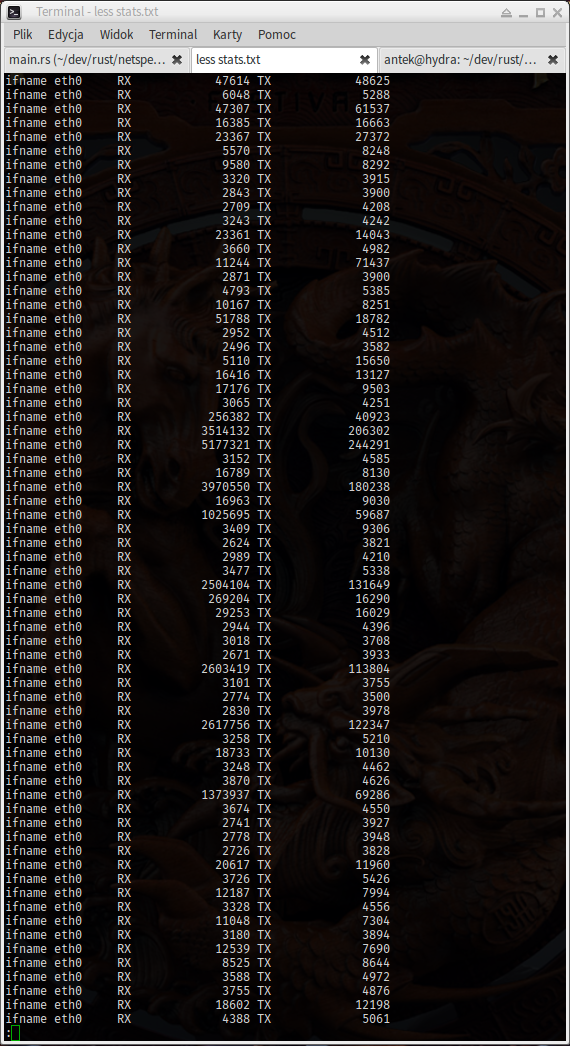 Terminal - less stats.txt
Plik Edycja Widok Terminal Karty Pomoc
main.rs (~/dev/rust/netspe... less stats.txt antek@hydra: ~/dev/rust/...
ifname eth0 RX 47614 TX 48625
ifname eth0 RX 6048 TX 5288
ifname eth0 RX 47307 TX 61537
ifname eth0 RX 16385 TX 16663
ifname eth0 RX 23367 TX 27372
ifname eth0 RX 5570 TX 8248
ifname eth0 RX 9580 TX 8292
ifname eth0 RX 3320 TX 3915
ifname eth0 RX 2843 TX 3900
ifname eth0 RX 2709 TX 4208
ifname eth0 RX 3243 TX 4242
ifname eth0 RX 23361 TX 14043
ifname eth0 RX 3660 TX 4982
ifname eth0 RX 11244 TX 71437
ifname eth0 RX 2871 TX 3900
ifname eth0 RX 4793 TX 5385
ifname eth0 RX 10167 TX 8251
ifname eth0 RX 51788 TX 18782
ifname eth0 RX 2952 TX 4512
ifname eth0 RX 2496 TX 3582
ifname eth0 RX 5110 TX 15650
ifname eth0 RX 16416 TX 13127
ifname eth0 RX 17176 TX 9503
ifname eth0 RX 3065 TX 4251
ifname eth0 RX 256382 TX 40923
ifname eth0 RX 3514132 TX 206302
ifname eth0 RX 5177321 TX 244291
ifname eth0 RX 3152 TX 4585
ifname eth0 RX 16789 TX 8130
ifname eth0 RX 3970550 TX 180238
ifname eth0 RX 16963 TX 9030
ifname eth0 RX 1025695 TX 59687
ifname eth0 RX 3409 TX 9306
ifname eth0 RX 2624 TX 3821
ifname eth0 RX 2989 TX 4210
ifname eth0 RX 3477 TX 5338
ifname eth0 RX 2504104 TX 131649
ifname eth0 RX 269204 TX 16290
ifname eth0 RX 29253 TX 16029
ifname eth0 RX 2944 TX 4396
ifname eth0 RX 3018 TX 3708
ifname eth0 RX 2671 TX 3933
ifname eth0 RX 2603419 TX 113804
ifname eth0 RX 3101 TX 3755
ifname eth0 RX 2774 TX 3500
ifname eth0 RX 2830 TX 3978
ifname eth0 RX 2617756 TX 122347
ifname eth0 RX 3258 TX 5210
ifname eth0 RX 18733 TX 10130
ifname eth0 RX 3248 TX 4462
ifname eth0 RX 3870 TX 4626
ifname eth0 RX 1373937 TX 69286
ifname eth0 RX 3674 TX 4550
ifname eth0 RX 2741 TX 3927
ifname eth0 RX 2778 TX 3948
ifname eth0 RX 2726 TX 3828
ifname eth0 RX 20617 TX 11960
ifname eth0 RX 3726 TX 5426
ifname eth0 RX 12187 TX 7994
ifname eth0 RX 3328 TX 4556
ifname eth0 RX 11048 TX 7304
ifname eth0 RX 3180 TX 3894
ifname eth0 RX 12539 TX 7690
ifname eth0 RX 8525 TX 8644
ifname eth0 RX 3588 TX 4972
ifname eth0 RX 3755 TX 4876
ifname eth0 RX 18602 TX 12198
ifname eth0 RX 4388 TX 5061
: